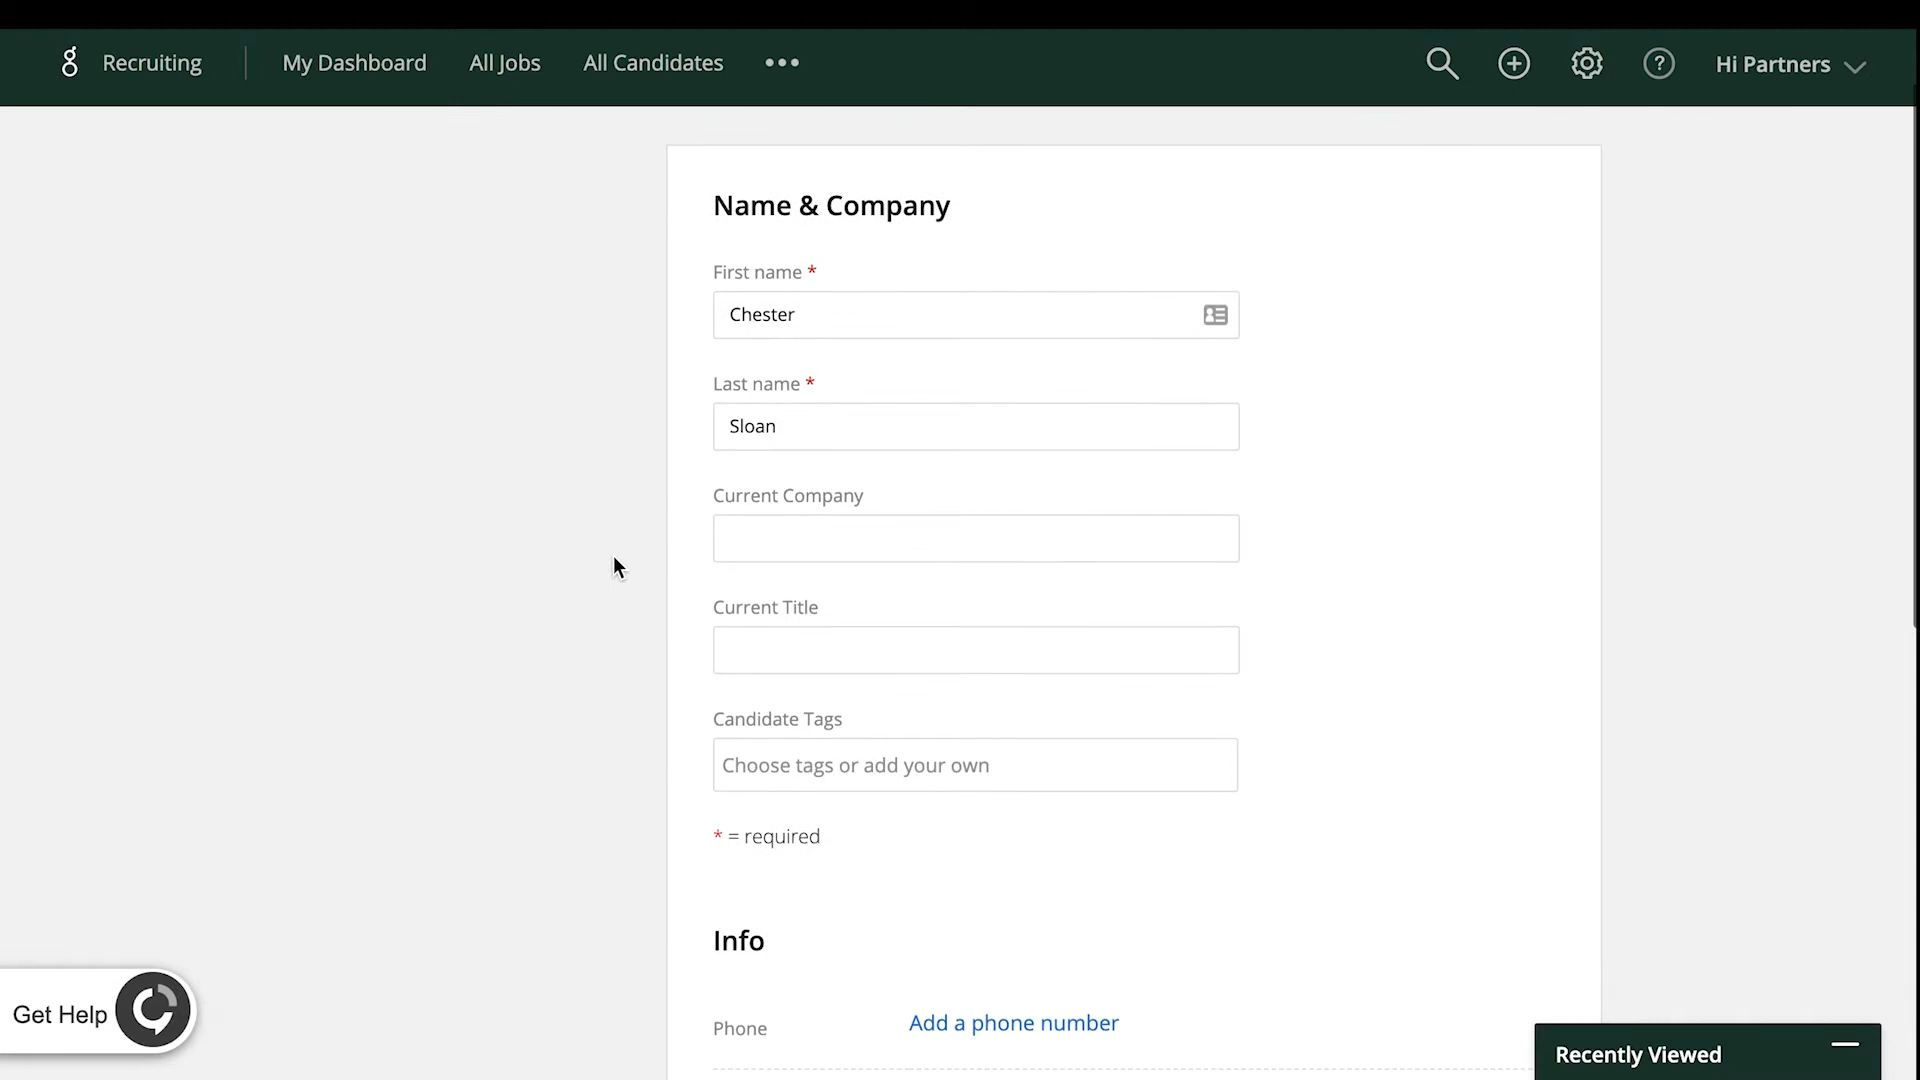 Recruiting My Dashboard All Jobs All Candidates ••• ? Hi Partners
Name & Company
First name *
Chester
Last name *
Sloan
Current Company
Current Title
Candidate Tags
Choose tags or add your own
* = required
Info
Phone Add a phone number
Get Help
Recently Viewed